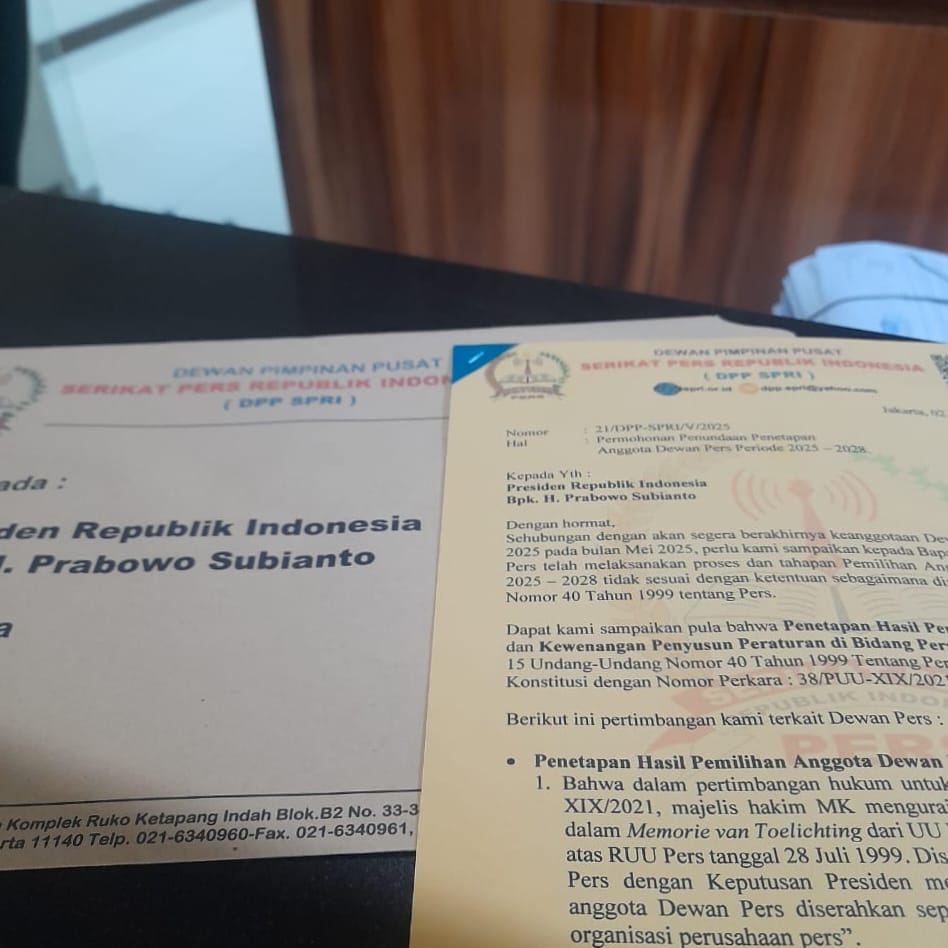 DEWAN PIMPINAN PUSAT
SERIKAT PERS REPUBLIK INDON
( DPP SPRI )
ada :
den Republik Indonesia
H. Prabowo Subianto
a
Komplek Ruko Ketapang Indah Blok.B2 No. 33-3
rta 11140 Telp. 021-6340960-Fax. 021-6340961,
DEWAN PIMPINAN PUSAT
SERIKAT PERS REPUBLIK INDONESIA
( DPP SPRI )
spri.or.id dpp.spri@yahoo.com
Jakarta, 02
Nomor : 21/DPP-SPRI/V/2025
Hal : Permohonan Penundaan Penetapan
Anggota Dewan Pers Periode 2025 – 2028.
Kepada Yth :
Presiden Republik Indonesia
Bpk. H. Prabowo Subianto
Dengan hormat,
Sehubungan dengan akan segera berakhirnya keanggotaan De
2025 pada bulan Mei 2025, perlu kami sampaikan kepada Bap
Pers telah melaksanakan proses dan tahapan Pemilihan An
2025 – 2028 tidak sesuai dengan ketentuan sebagaimana di
Nomor 40 Tahun 1999 tentang Pers.
Dapat kami sampaikan pula bahwa Penetapan Hasil Pe
dan Kewenangan Penyusun Peraturan di Bidang Per
15 Undang-Undang Nomor 40 Tahun 1999 Tentang Per
Konstitusi dengan Nomor Perkara : 38/PUU-XIX/2021
Berikut ini pertimbangan kami terkait Dewan Pers :
• Penetapan Hasil Pemilihan Anggota Dewan
1. Bahwa dalam pertimbangan hukum untuk
XIX/2021, majelis hakim MK mengurai
dalam Memorie van Toelichting dari UU
atas RUU Pers tanggal 28 Juli 1999. Dis
Pers dengan Keputusan Presiden me
anggota Dewan Pers diserahkan sep
organisasi perusahaan pers”.